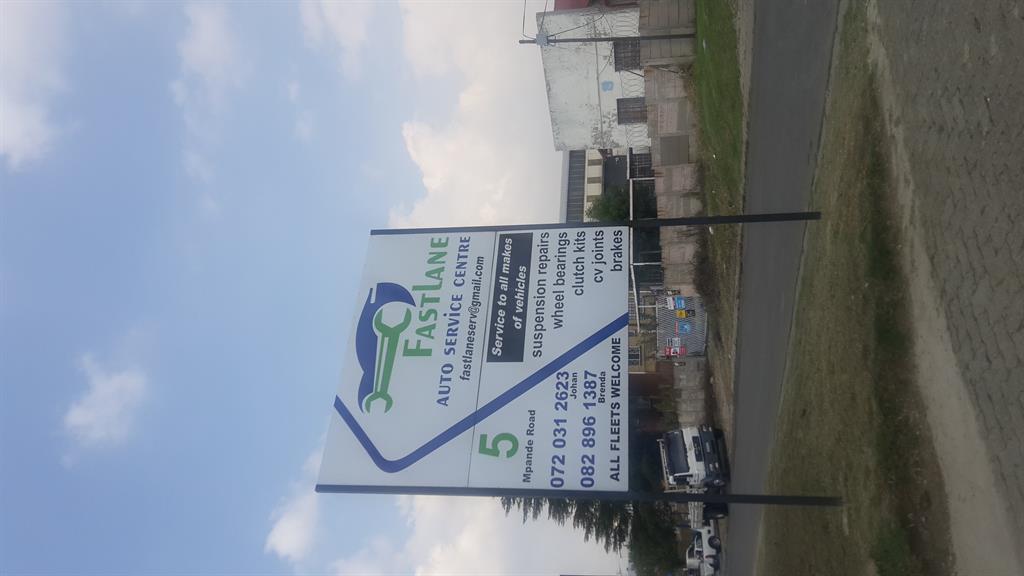 FASTLANE
AUTO SERVICE CENTRE
fastlaneserv@gmail.com
Service to all makes
of vehicles
suspension repairs
wheel bearings
clutch kits
cv joints
brakes
5
Mpande Road
072 031 2623
Johan
082 896 1387
Brenda
ALL FLEETS WELCOME